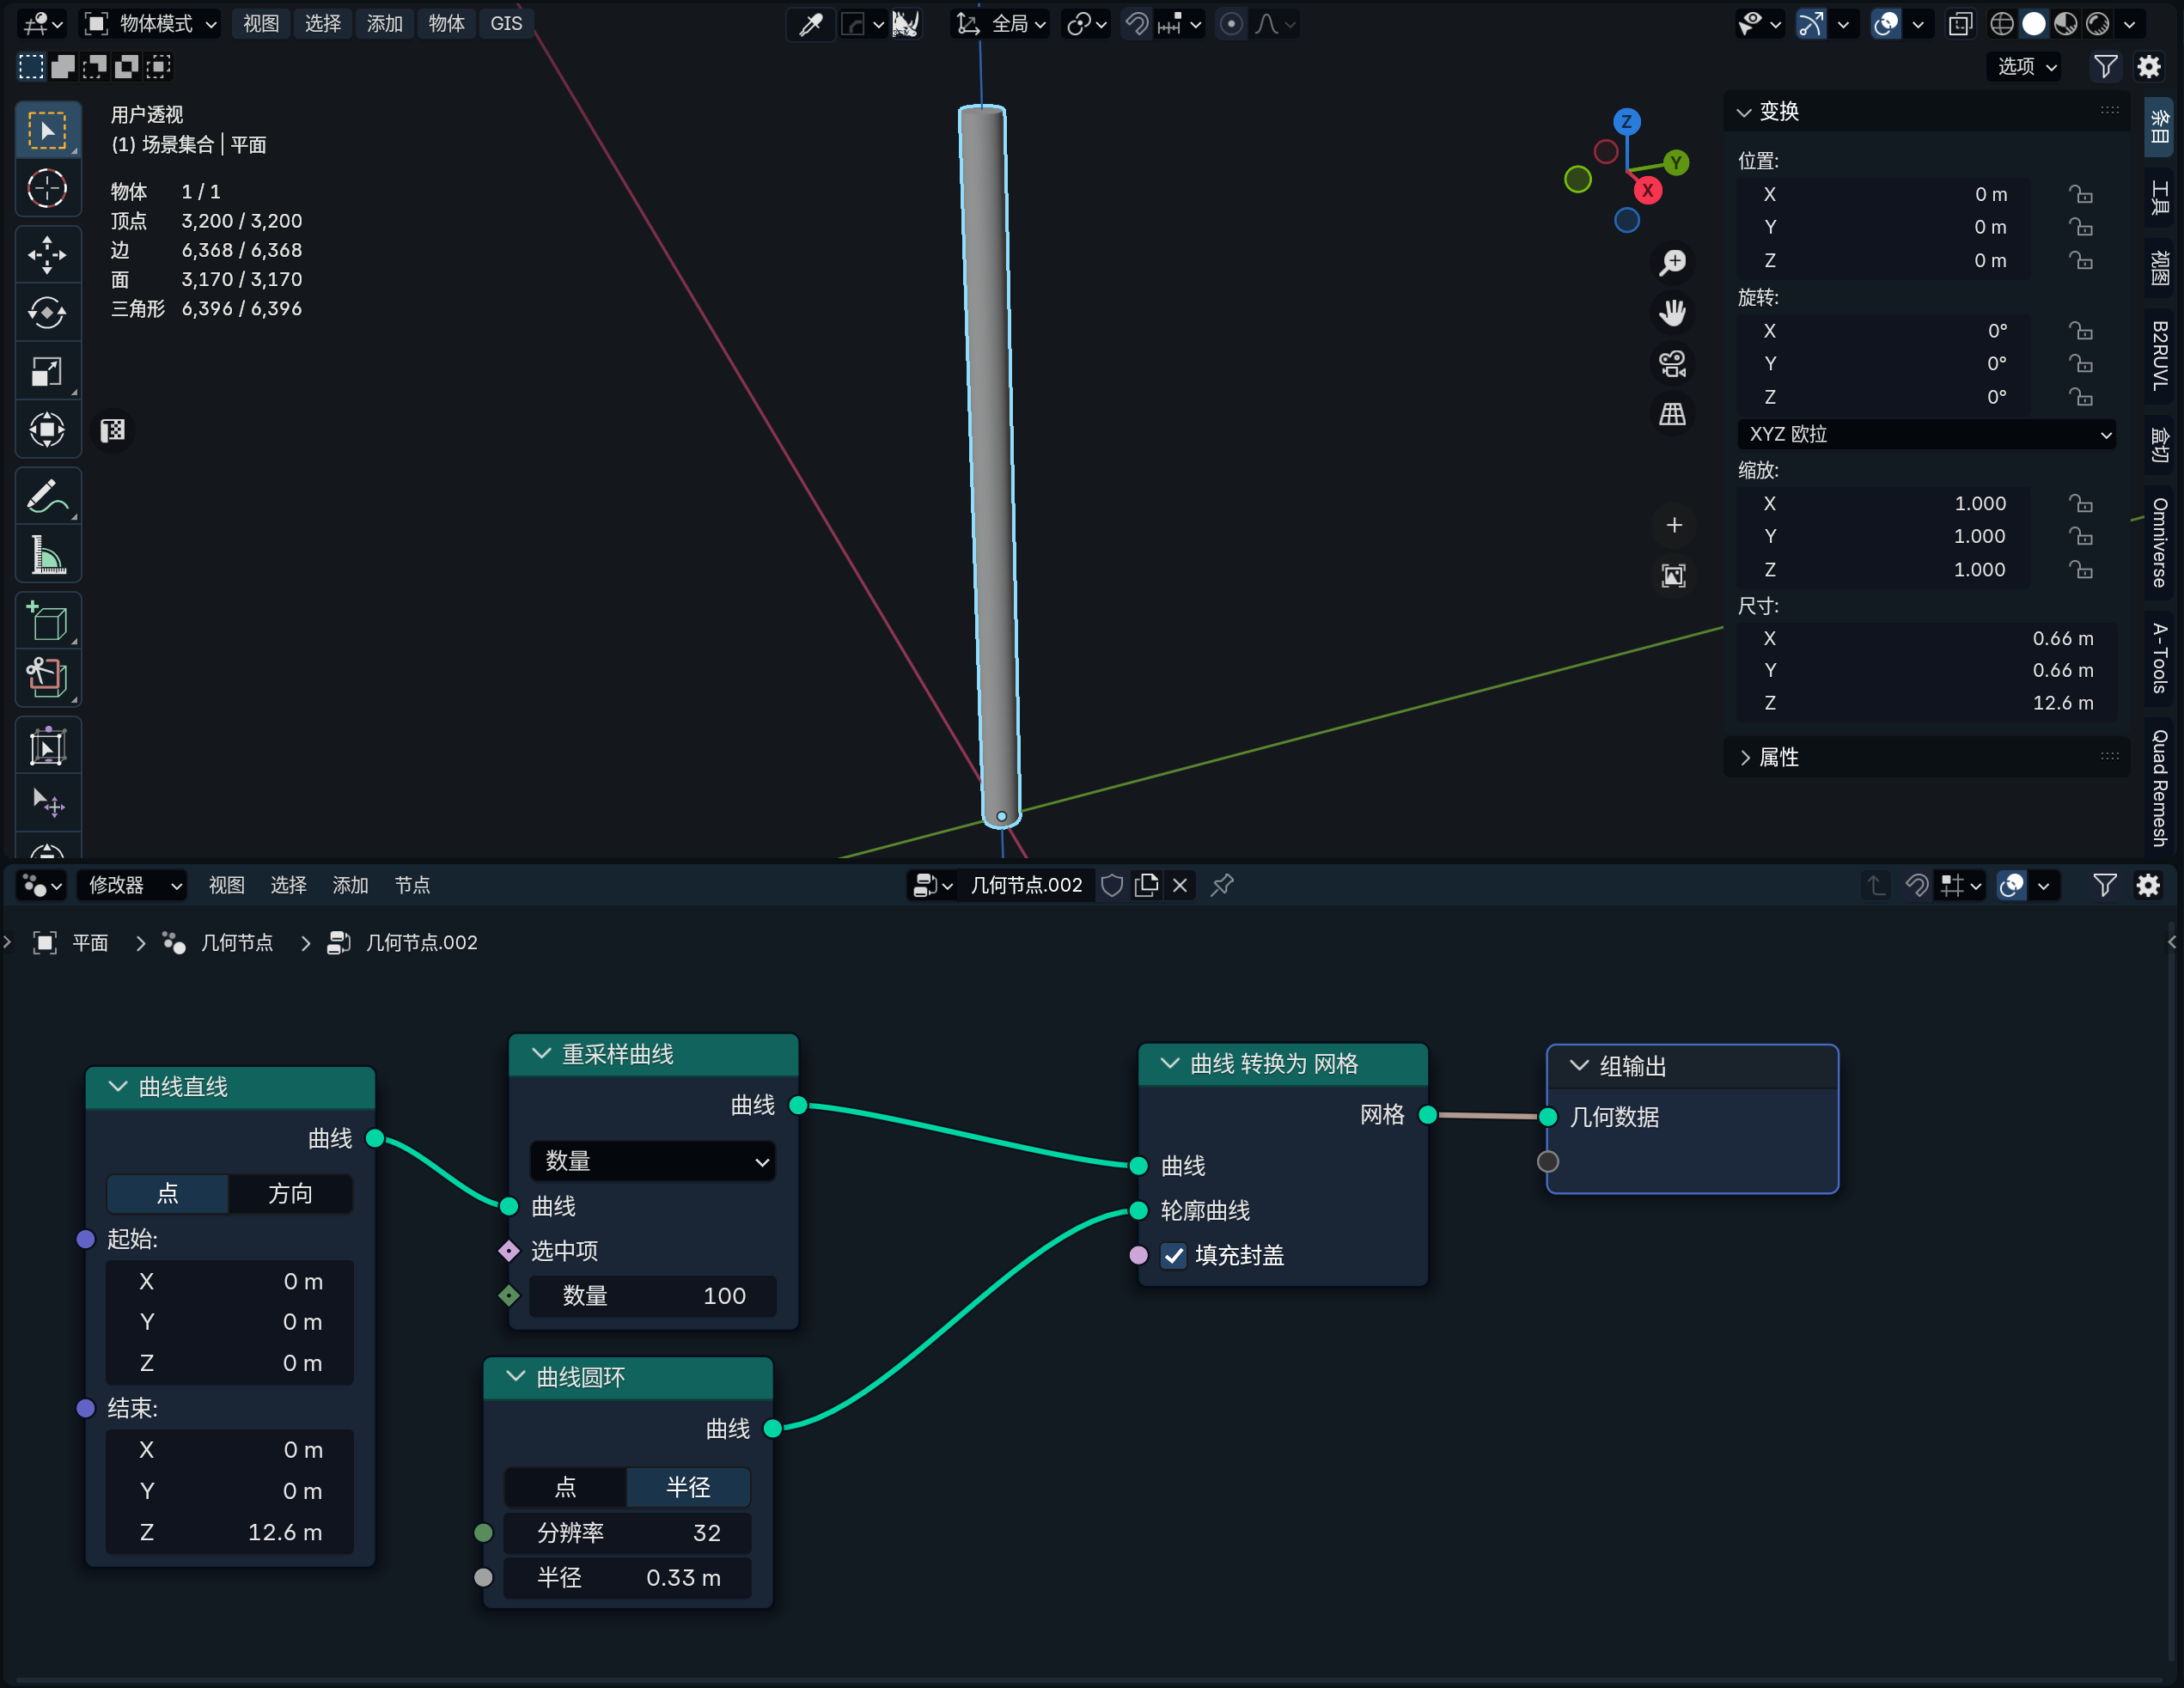 物体模式 视图 选择 添加 物体 GIS 全局
选项
用户透视
(1) 场景集合 | 平面
物体 1 / 1
顶点 3,200 / 3,200
边 6,368 / 6,368
面 3,170 / 3,170
三角形 6,396 / 6,396
Z
Y
X
变换
位置:
X 0 m
Y 0 m
Z 0 m
旋转:
X 0°
Y 0°
Z 0°
XYZ 欧拉
缩放:
X 1.000
Y 1.000
Z 1.000
尺寸:
X 0.66 m
Y 0.66 m
Z 12.6 m
属性
条目
工具
视图
B2RUVL
盒切
Omniverse
A-Tools
Quad Remesh
修改器 视图 选择 添加 节点 几何节点.002
平面 几何节点 几何节点.002
曲线直线
曲线
点 方向
起始:
X 0 m
Y 0 m
Z 0 m
结束:
X 0 m
Y 0 m
Z 12.6 m
重采样曲线
曲线
数量
曲线
选中项
数量 100
曲线圆环
曲线
点 半径
分辨率 32
半径 0.33 m
曲线 转换为 网格
网格
曲线
轮廓曲线
填充封盖
组输出
几何数据